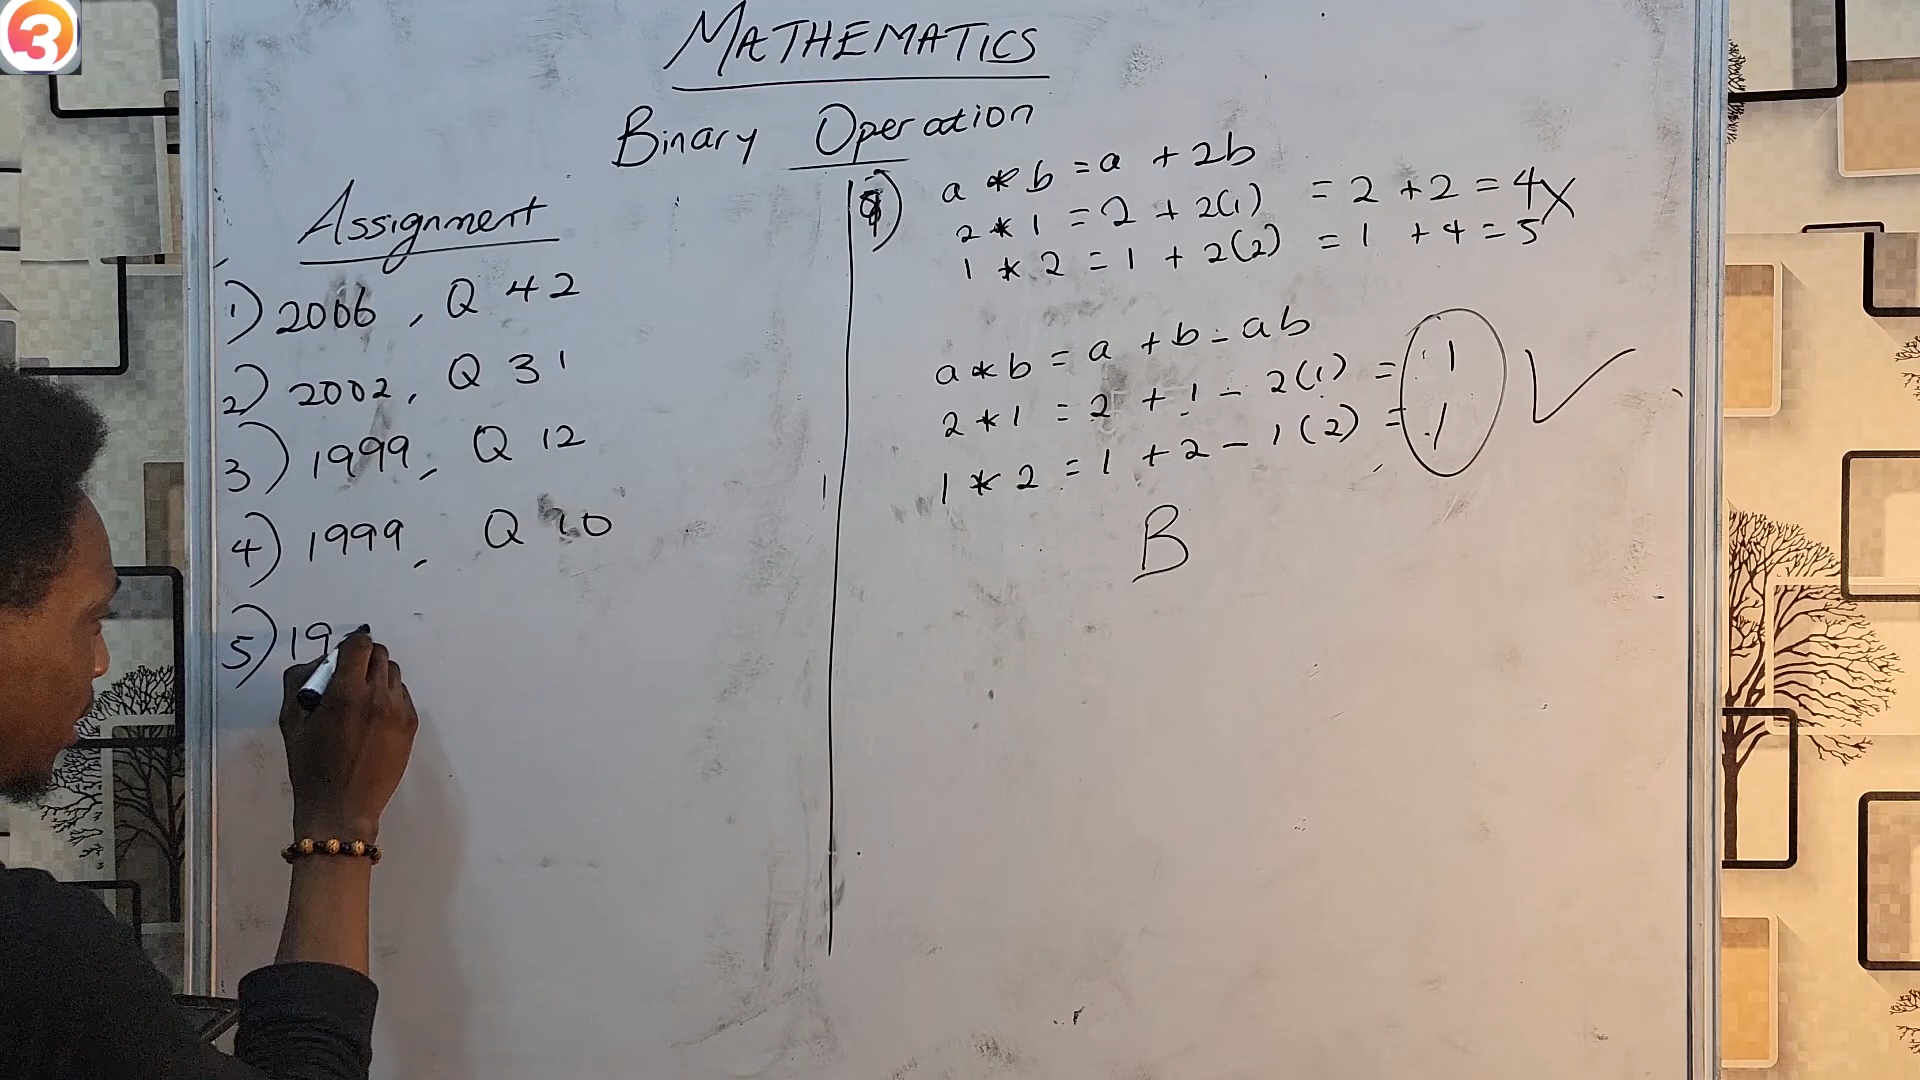 3
MATHEMATICS
Binary Operation
Assignment
1) 2006, Q 42
2) 2002, Q 31
3) 1999, Q 12
4) 1999, Q 10
5) 19
a * b = a + 2b
2 * 1 = 2 + 2(1) = 2 + 2 = 4 X
1 * 2 = 1 + 2(2) = 1 + 4 = 5
a * b = a + b - ab
2 * 1 = 2 + 1 - 2(1) = 1 ✓
1 * 2 = 1 + 2 - 1(2) = 1
B